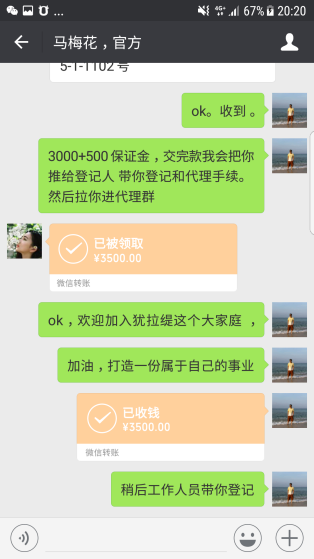 4G+
67%
20:20
马梅花，官方
5-1-1102 号
ok。收到 。
3000+500 保证金，交完款我会把你
推给登记人 带你登记和代理手续。
然后拉你进代理群
已被领取
¥3500.00
微信转账
ok ，欢迎加入犹拉缇这个大家庭 ，
加油，打造一份属于自己的事业
已收钱
¥3500.00
微信转账
稍后工作人员带你登记